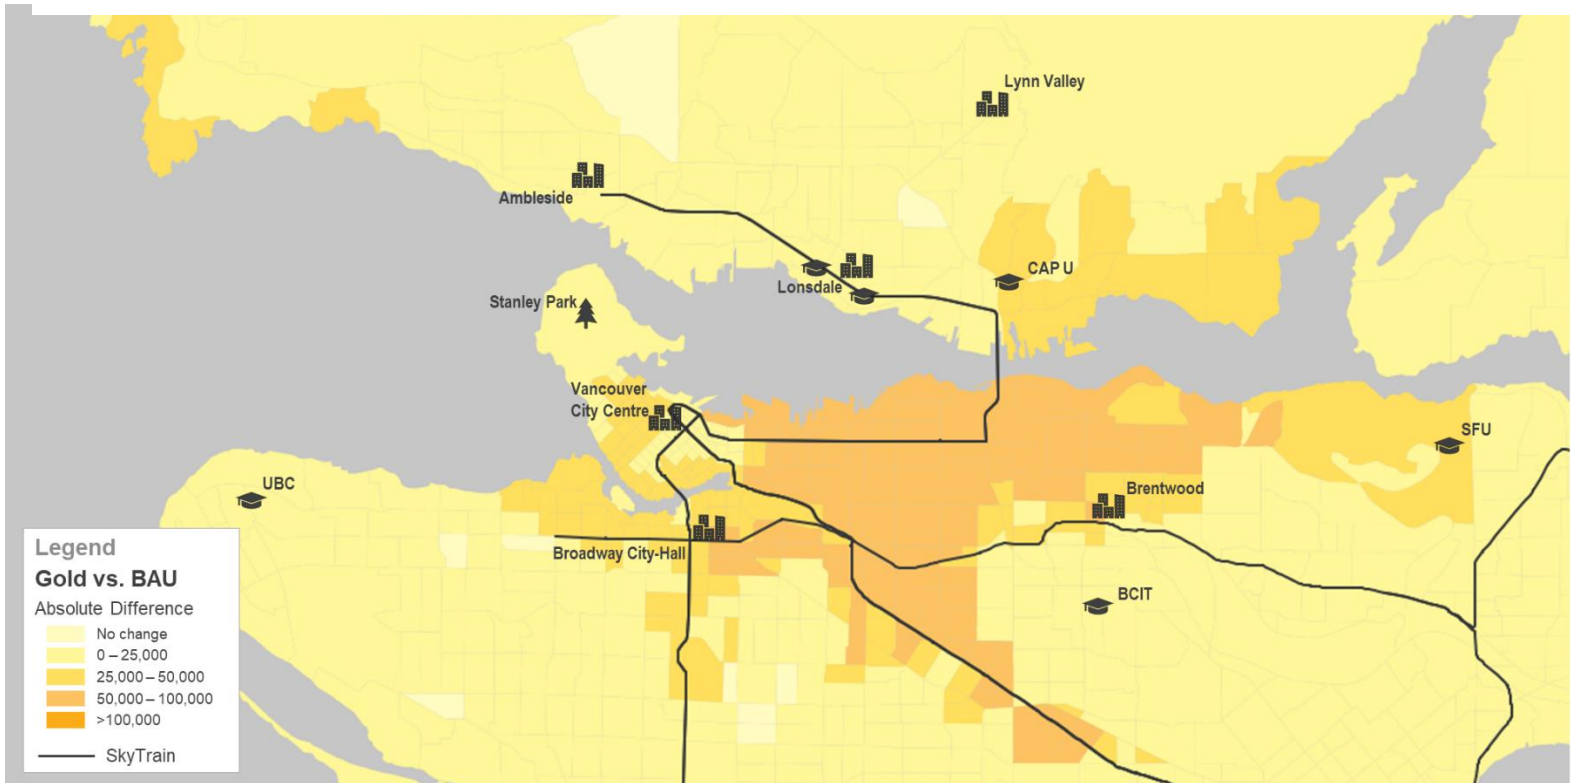 Lynn Valley
Ambleside
CAP U
Lonsdale
Stanley Park
Vancouver
City Centre
SFU
UBC
Brentwood
Broadway City-Hall
BCIT
Legend
Gold vs. BAU
Absolute Difference
No change
0 – 25,000
25,000 – 50,000
50,000 – 100,000
>100,000
SkyTrain